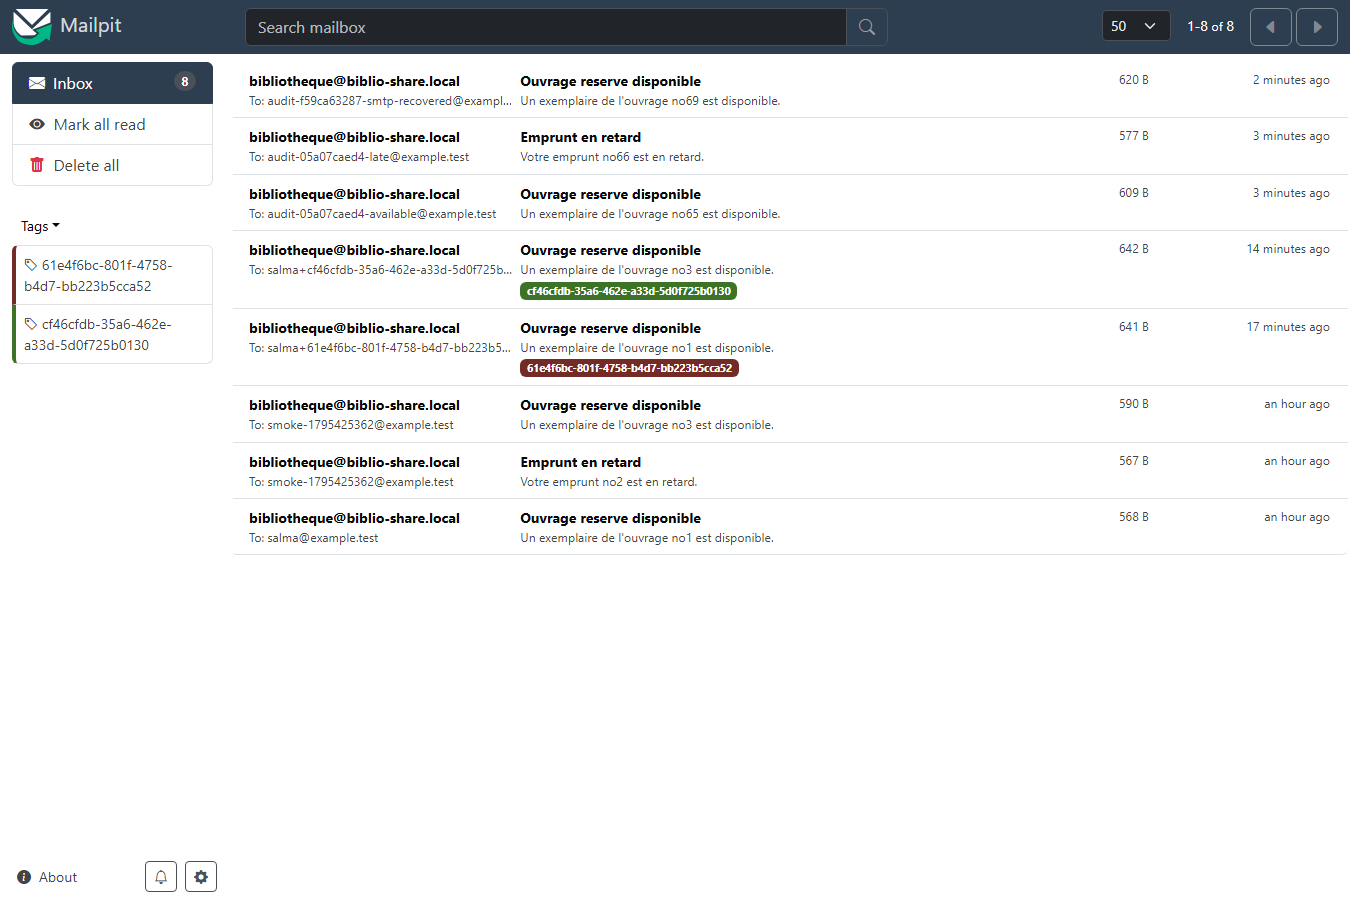 Mailpit
Search mailbox
50
1-8 of 8
Inbox
8
Mark all read
Delete all
Tags
61e4f6bc-801f-4758-
b4d7-bb223b5cca52
cf46cfdb-35a6-462e-
a33d-5d0f725b0130
bibliotheque@biblio-share.local
To: audit-f59ca63287-smtp-recovered@exampl...
Ouvrage reserve disponible
Un exemplaire de l'ouvrage no69 est disponible.
620 B
2 minutes ago
bibliotheque@biblio-share.local
To: audit-05a07caed4-late@example.test
Emprunt en retard
Votre emprunt no66 est en retard.
577 B
3 minutes ago
bibliotheque@biblio-share.local
To: audit-05a07caed4-available@example.test
Ouvrage reserve disponible
Un exemplaire de l'ouvrage no65 est disponible.
609 B
3 minutes ago
bibliotheque@biblio-share.local
To: salma+cf46cfdb-35a6-462e-a33d-5d0f725b...
Ouvrage reserve disponible
Un exemplaire de l'ouvrage no3 est disponible.
cf46cfdb-35a6-462e-a33d-5d0f725b0130
642 B
14 minutes ago
bibliotheque@biblio-share.local
To: salma+61e4f6bc-801f-4758-b4d7-bb223b5...
Ouvrage reserve disponible
Un exemplaire de l'ouvrage no1 est disponible.
61e4f6bc-801f-4758-b4d7-bb223b5cca52
641 B
17 minutes ago
bibliotheque@biblio-share.local
To: smoke-1795425362@example.test
Ouvrage reserve disponible
Un exemplaire de l'ouvrage no3 est disponible.
590 B
an hour ago
bibliotheque@biblio-share.local
To: smoke-1795425362@example.test
Emprunt en retard
Votre emprunt no2 est en retard.
567 B
an hour ago
bibliotheque@biblio-share.local
To: salma@example.test
Ouvrage reserve disponible
Un exemplaire de l'ouvrage no1 est disponible.
568 B
an hour ago
About